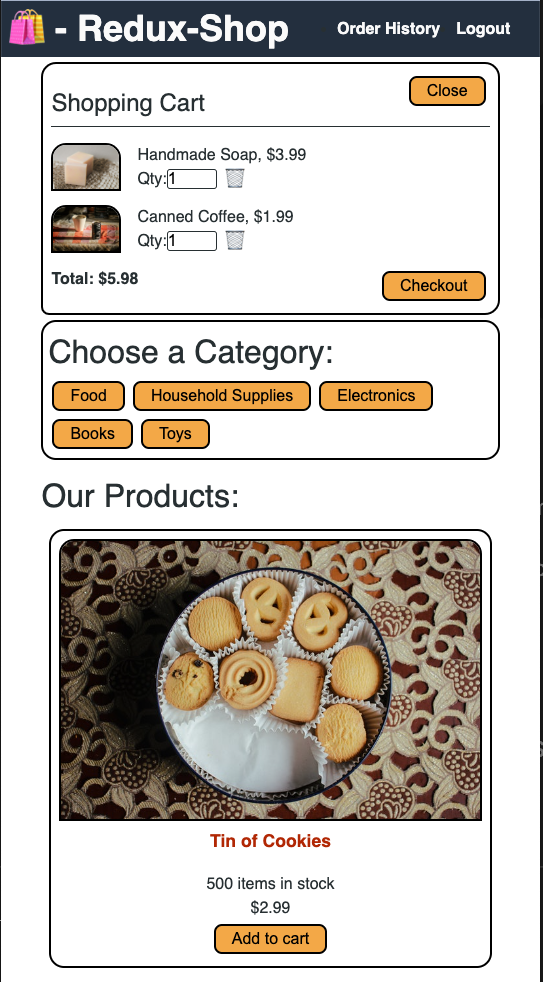 - Redux-Shop
Order History Logout
Shopping Cart
Close
Handmade Soap, $3.99
Qty:1
Canned Coffee, $1.99
Qty:1
Total: $5.98
Checkout
Choose a Category:
Food Household Supplies Electronics
Books Toys
Our Products:
Tin of Cookies
500 items in stock
$2.99
Add to cart